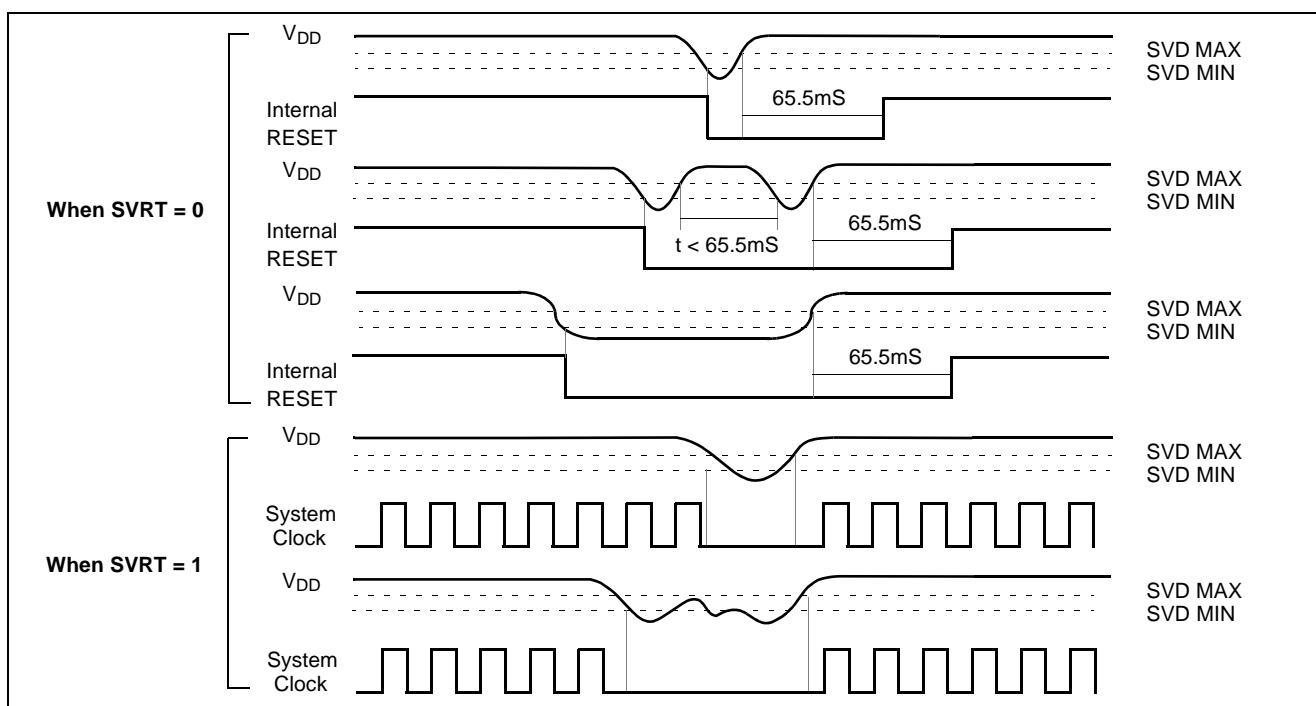 When SVRT = 0
VDD
SVD MAX
SVD MIN
Internal
RESET
65.5mS
VDD
SVD MAX
SVD MIN
Internal
RESET
t < 65.5mS
65.5mS
VDD
SVD MAX
SVD MIN
Internal
RESET
65.5mS
When SVRT = 1
VDD
SVD MAX
SVD MIN
System
Clock
VDD
SVD MAX
SVD MIN
System
Clock